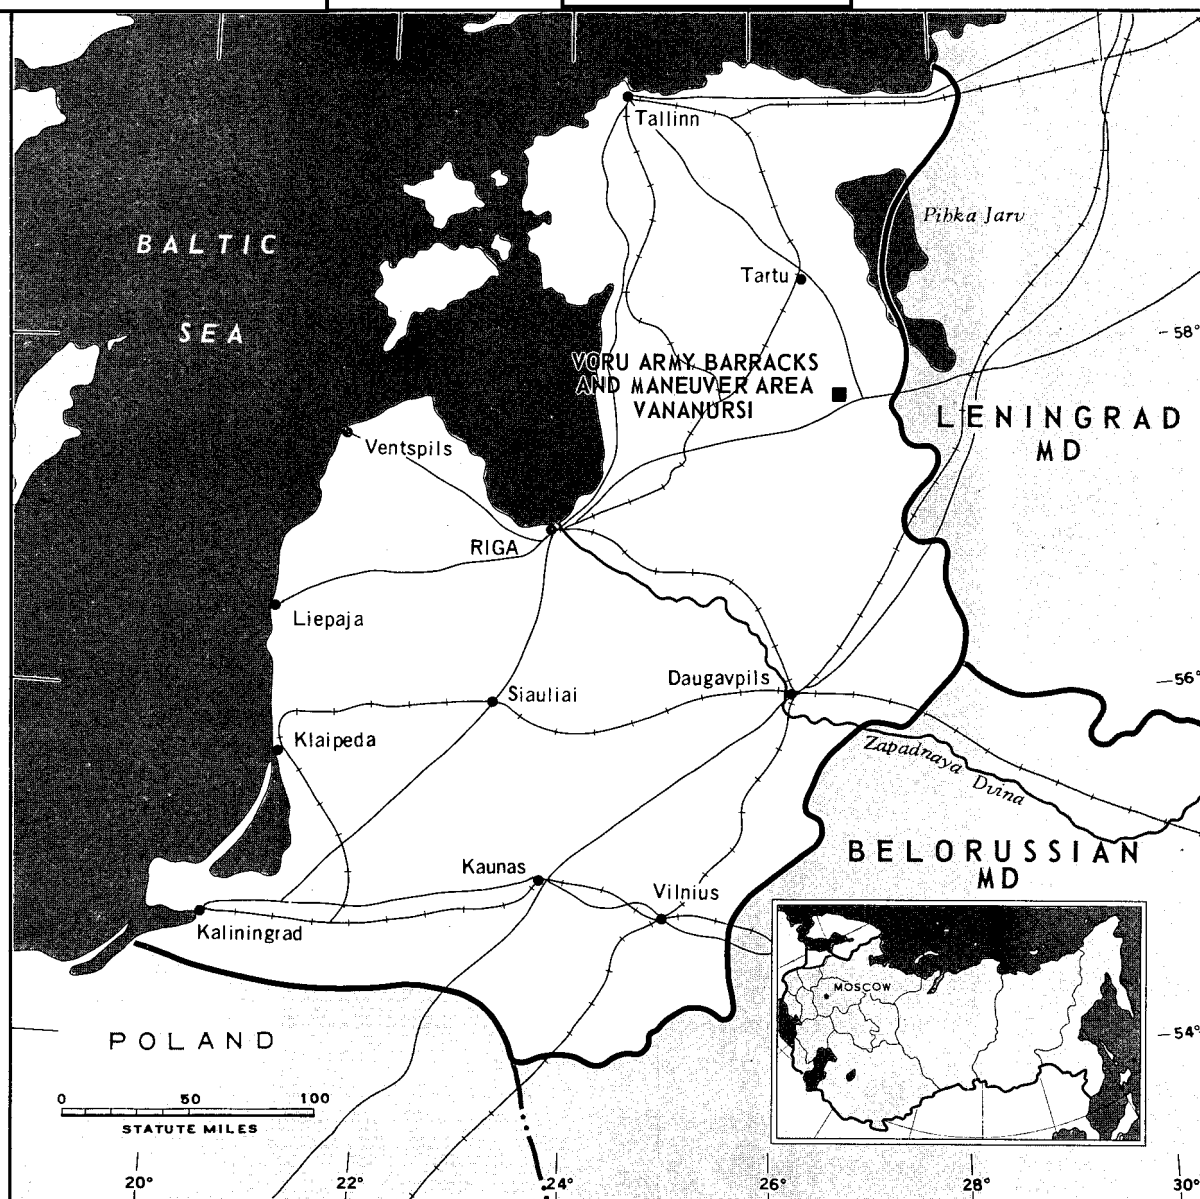 Tallinn
Pihka Jarv
BALTIC
SEA
Tartu
58°
VORU ARMY BARRACKS
AND MANEUVER AREA
VANANURSI
LENINGRAD
MD
Ventspils
RIGA
Liepaja
Daugavpils
56°
Siauliai
Klaipeda
Zapadnaya Dvina
BELORUSSIAN
MD
Kaunas
Vilnius
Kaliningrad
MOSCOW
POLAND
54°
0 50 100
STATUTE MILES
20° 22° 24° 26° 28° 30°